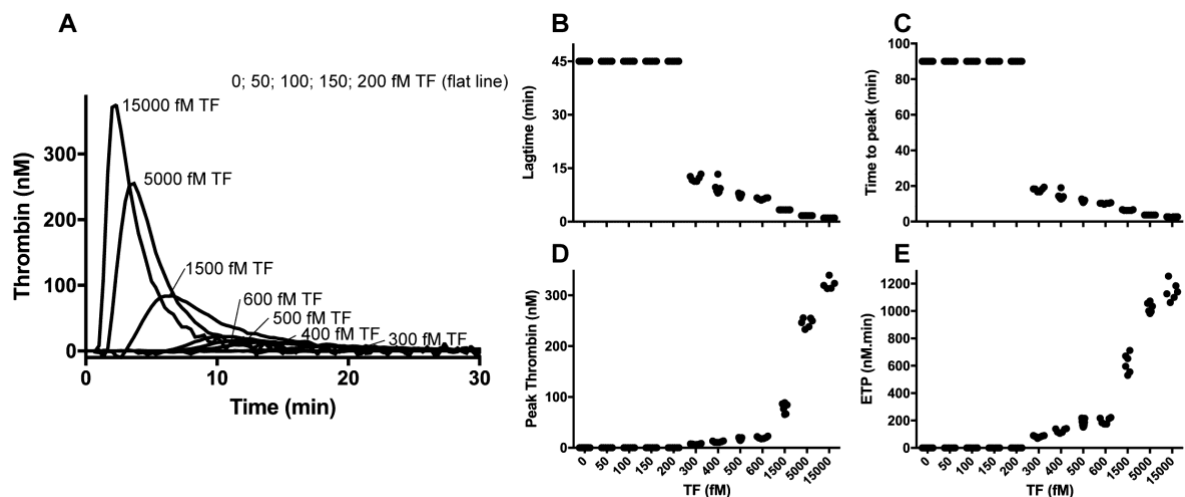 A
0; 50; 100; 150; 200 fM TF (flat line)
15000 fM TF
5000 fM TF
1500 fM TF
600 fM TF
500 fM TF
400 fM TF
300 fM TF
Thrombin (nM)
300
200
100
0
0
10
20
30
Time (min)
B
Lagtime (min)
45
30
15
0
C
Time to peak (min)
100
80
60
40
20
0
D
Peak Thrombin (nM)
300
200
100
0
0
50
100
150
200
300
400
500
600
1500
5000
15000
TF (fM)
E
ETP (nM.min)
1200
1000
800
600
400
200
0
0
50
100
150
200
300
400
500
600
1500
5000
15000
TF (fM)